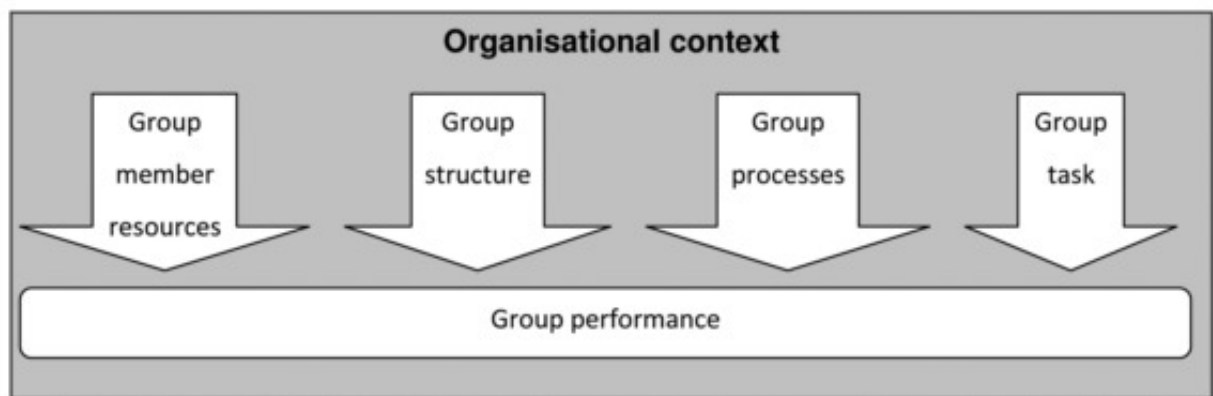 Organisational context
Group
member
resources
Group
structure
Group
processes
Group
task
Group performance